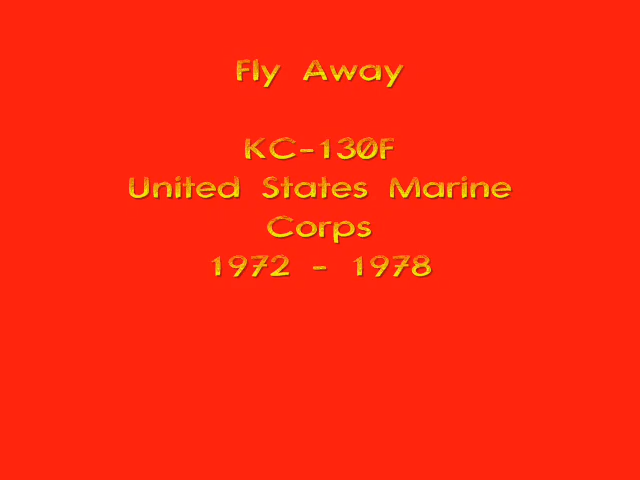 Fly Away
KC-130F
United States Marine
Corps
1972 - 1978